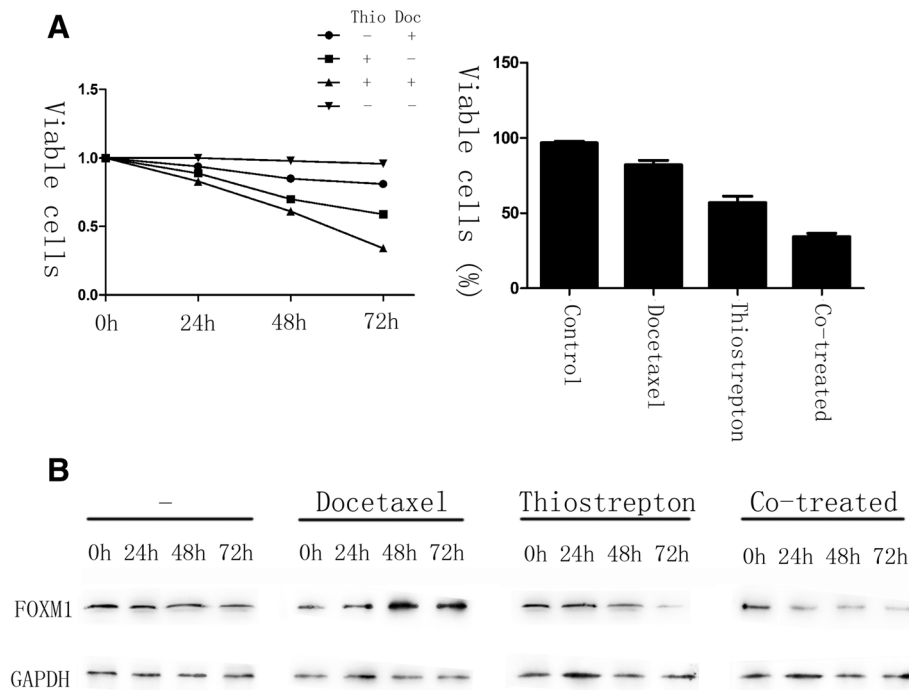 A
Thio Doc
− +
+ −
+ +
− −
Viable cells
1.5
1.0
0.5
0.0
0h 24h 48h 72h
Viable cells (%)
150
100
50
0
Control
Docetaxel
Thiostrepton
Co-treated
B
− Docetaxel Thiostrepton Co-treated
0h 24h 48h 72h 0h 24h 48h 72h 0h 24h 48h 72h 0h 24h 48h 72h
FOXM1
GAPDH